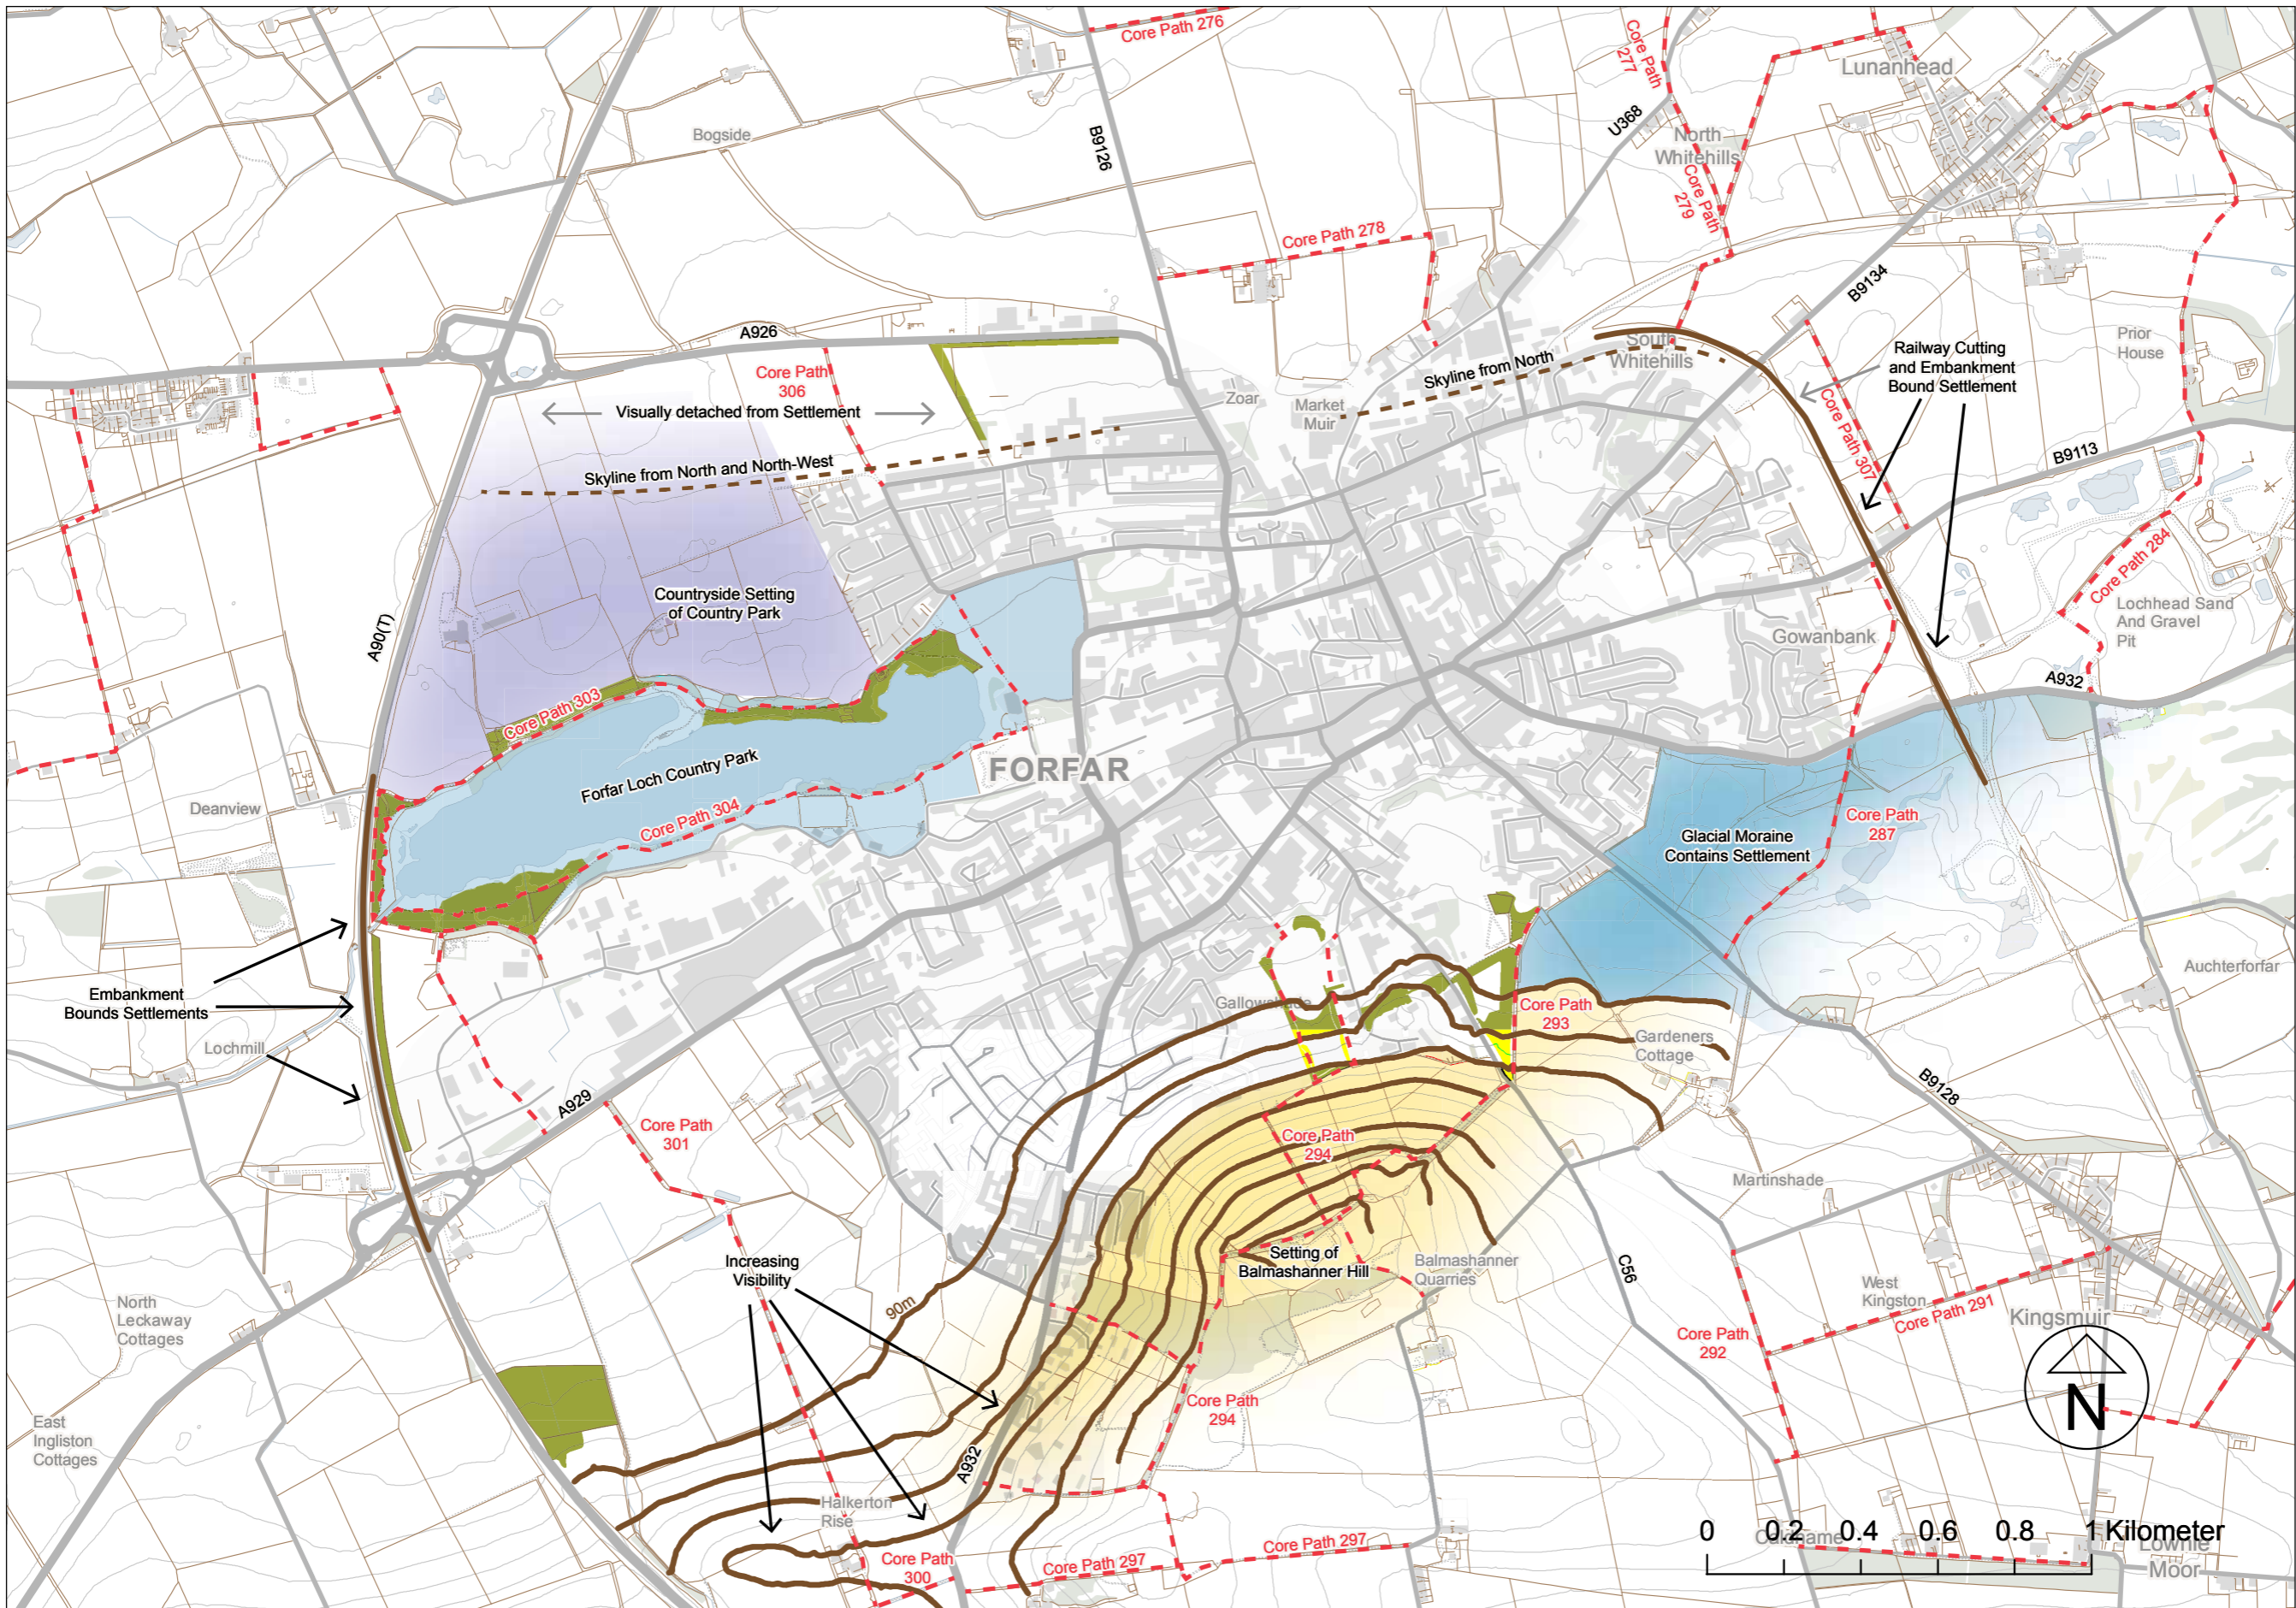 Core Path 276
Core Path
277
Lunanhead
U368
North
Whitehills
Core Path
279
Bogside
B9126
Core Path 278
B9134
A926
Core Path
306
Visually detached from Settlement
South
Whitehills
Skyline from North
Railway Cutting
and Embankment
Bound Settlement
Prior
House
Zoar
Market
Muir
Core Path 307
B9113
Skyline from North and North-West
Core Path 284
Countryside Setting
of Country Park
Lochhead Sand
And Gravel
Pit
Gowanbank
A90(T)
A932
Core Path 303
Forfar Loch Country Park
FORFAR
Deanview
Core Path 304
Core Path
287
Glacial Moraine
Contains Settlement
Auchterforfar
Embankment
Bounds Settlements
Gallowshade
Core Path
293
Gardeners
Cottage
Lochmill
B9128
A929
Core Path
301
Core Path
294
Martinshade
Increasing
Visibility
Setting of
Balmashanner Hill
Balmashanner
Quarries
C56
90m
North
Leckaway
Cottages
West
Kingston
Core Path 291
Kingsmuir
Core Path
292
N
Core Path
294
East
Ingliston
Cottages
A932
Halkerton
Rise
0 0.2 0.4 0.6 0.8 1 Kilometer
Lownie
Moor
Core Path
300
Core Path 297
Core Path 297